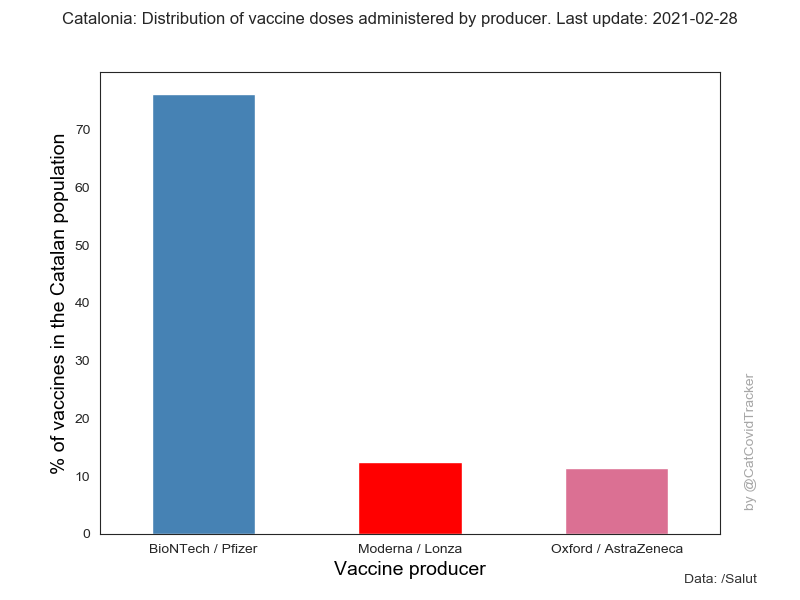 Catalonia: Distribution of vaccine doses administered by producer. Last update: 2021-02-28
% of vaccines in the Catalan population
70
60
50
40
30
20
10
0
BioNTech / Pfizer
Moderna / Lonza
Oxford / AstraZeneca
Vaccine producer
by @CatCovidTracker
Data: /Salut